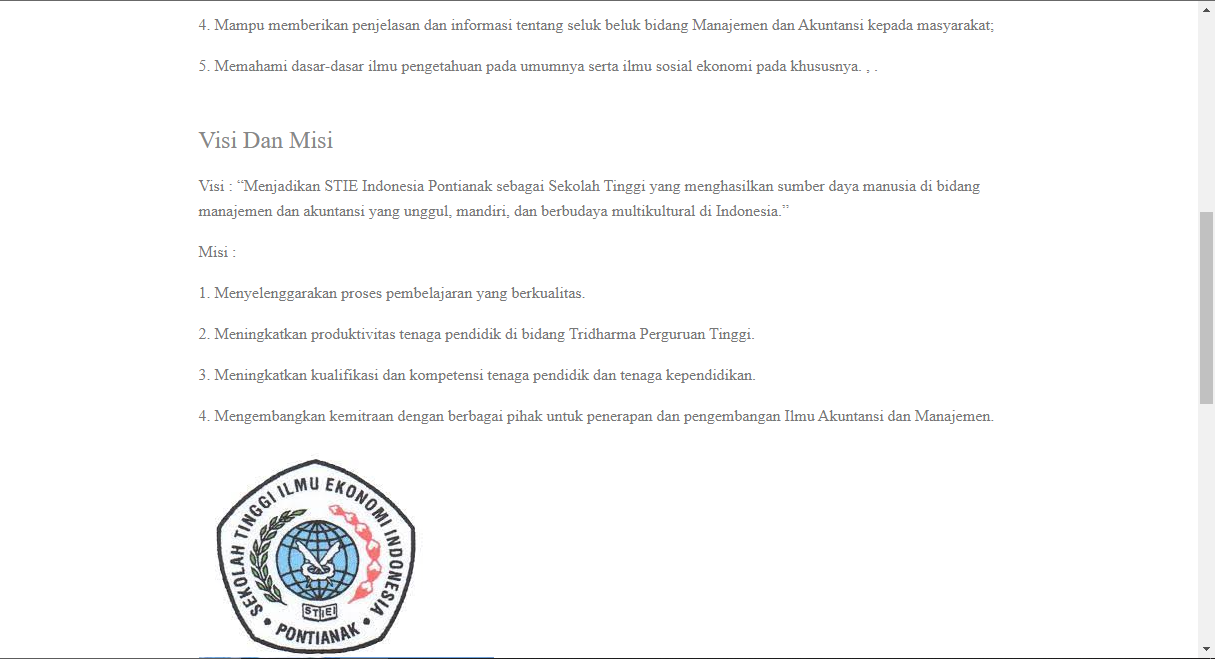 4. Mampu memberikan penjelasan dan informasi tentang seluk beluk bidang Manajemen dan Akuntansi kepada masyarakat;
5. Memahami dasar-dasar ilmu pengetahuan pada umumnya serta ilmu sosial ekonomi pada khususnya. , .
Visi Dan Misi
Visi : “Menjadikan STIE Indonesia Pontianak sebagai Sekolah Tinggi yang menghasilkan sumber daya manusia di bidang
manajemen dan akuntansi yang unggul, mandiri, dan berbudaya multikultural di Indonesia.”
Misi :
1. Menyelenggarakan proses pembelajaran yang berkualitas.
2. Meningkatkan produktivitas tenaga pendidik di bidang Tridharma Perguruan Tinggi.
3. Meningkatkan kualifikasi dan kompetensi tenaga pendidik dan tenaga kependidikan.
4. Mengembangkan kemitraan dengan berbagai pihak untuk penerapan dan pengembangan Ilmu Akuntansi dan Manajemen.
SEKOLAH TINGGI ILMU EKONOMI INDONESIA
STIEI
• PONTIANAK •